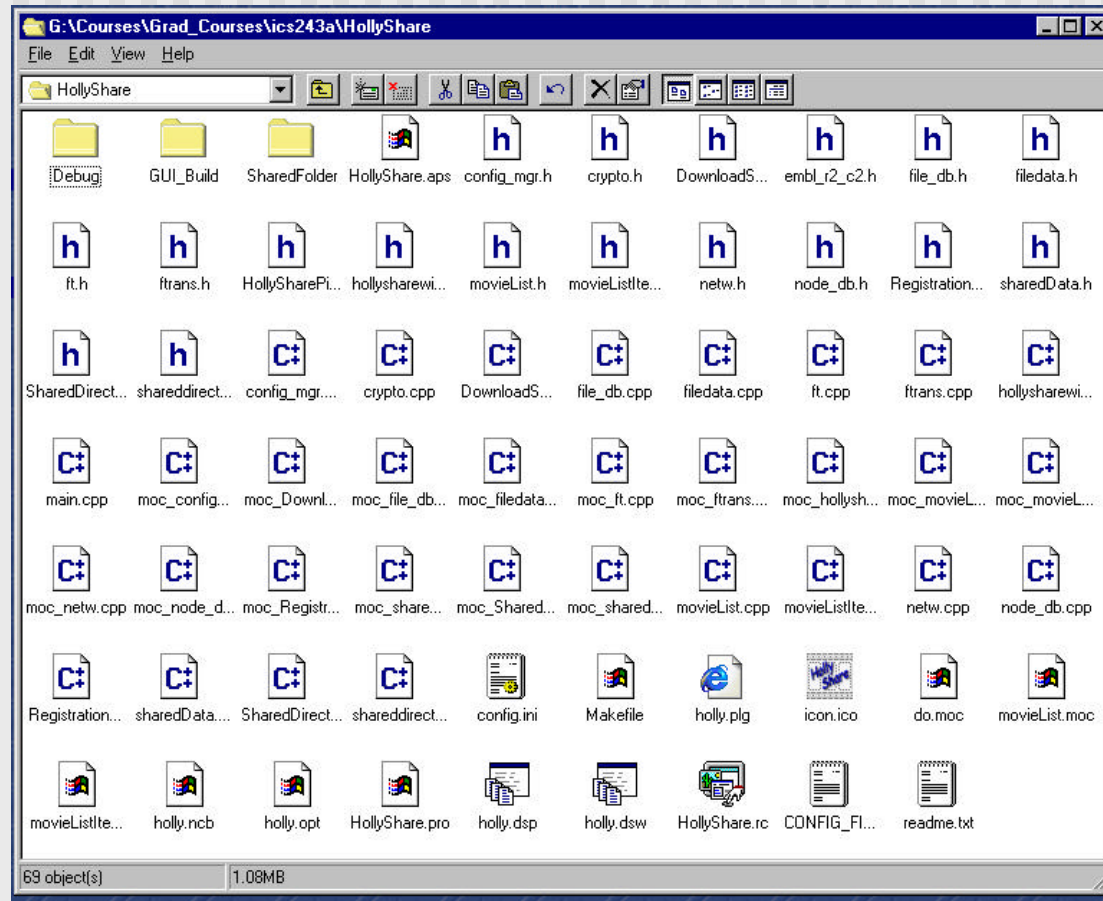 G:\Courses\Grad_Courses\ics243a\HollyShare
File Edit View Help
HollyShare
Debug GUI_Build SharedFolder HollyShare.aps config_mgr.h crypto.h DownloadS... embl_r2_c2.h file_db.h filedata.h
ft.h ftrans.h HollySharePi... hollysharewi... movieList.h movieListIte... netw.h node_db.h Registration... sharedData.h
SharedDirect... shareddirect... config_mgr.... crypto.cpp DownloadS... file_db.cpp filedata.cpp ft.cpp ftrans.cpp hollysharewi...
main.cpp moc_config... moc_Downl... moc_file_db... moc_filedata... moc_ft.cpp moc_ftrans.... moc_hollysh... moc_movieL... moc_movieL...
moc_netw.cpp moc_node_d... moc_Registr... moc_share... moc_Shared... moc_shared... movieList.cpp movieListIte... netw.cpp node_db.cpp
Registration... sharedData.... SharedDirect... shareddirect... config.ini Makefile holly.plg icon.ico do.moc movieList.moc
movieListIte... holly.ncb holly.opt HollyShare.pro holly.dsp holly.dsw HollyShare.rc CONFIG_FI... readme.txt
69 object(s) 1.08MB